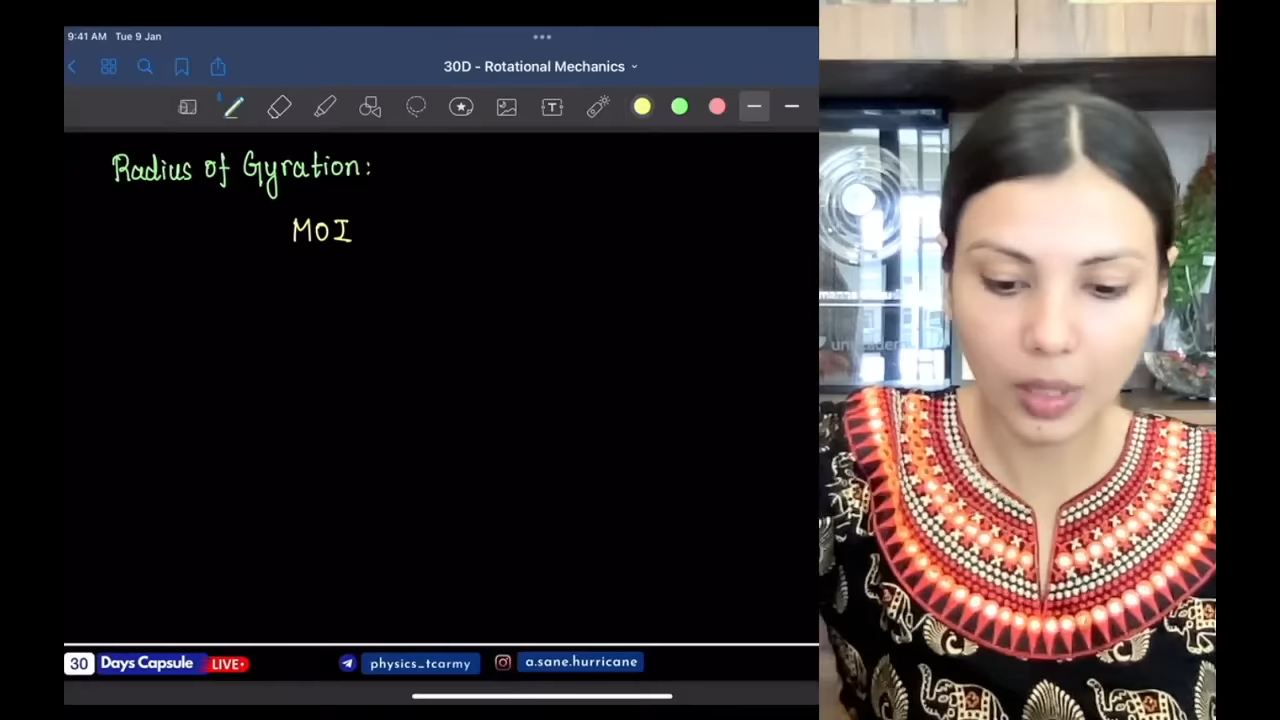 9:41 AM Tue 9 Jan
30D - Rotational Mechanics
Radius of Gyration:
MOI
30 Days Capsule LIVE
physics_tcarmy
a.sane.hurricane